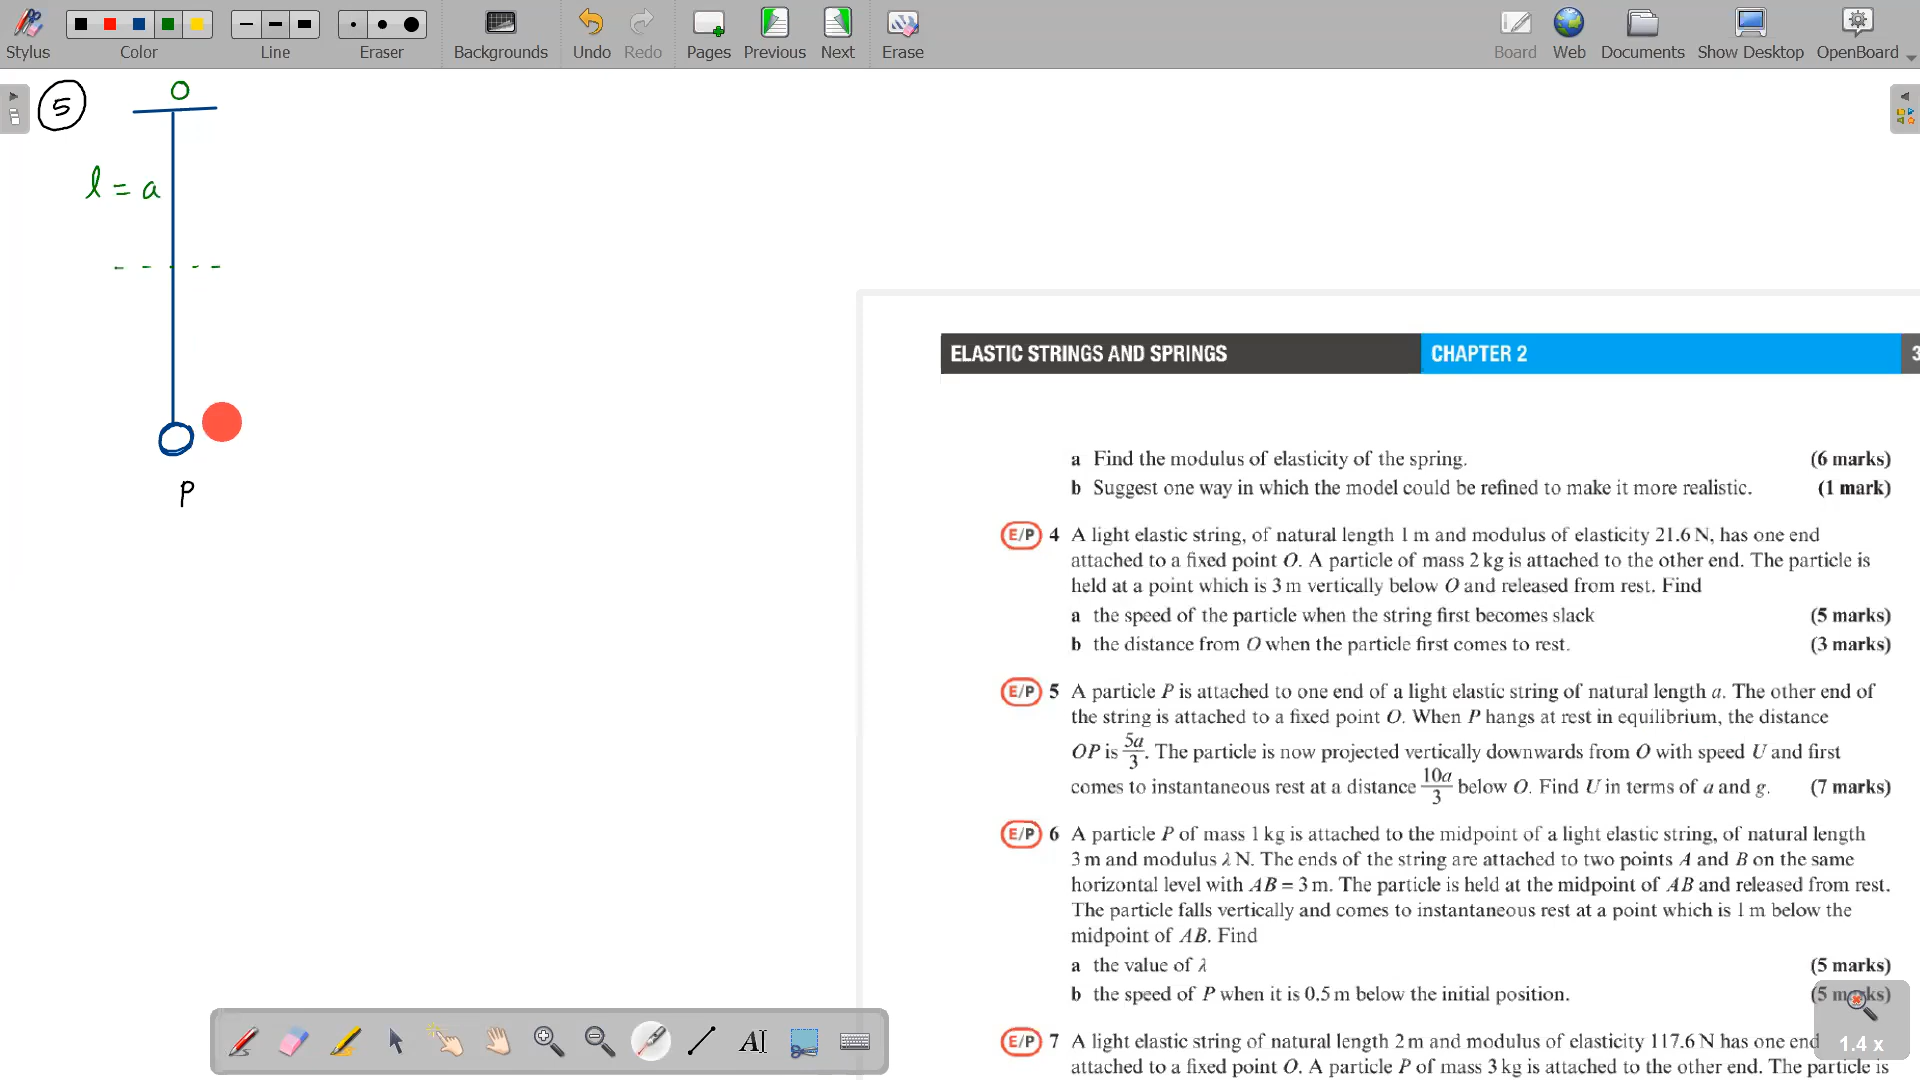 Stylus
Color
Line
Eraser
Backgrounds
Undo
Redo
Pages
Previous
Next
Erase
Board
Web
Documents
Show Desktop
OpenBoard
5
O
l = a
P
ELASTIC STRINGS AND SPRINGS CHAPTER 2 3
a Find the modulus of elasticity of the spring. (6 marks)
b Suggest one way in which the model could be refined to make it more realistic. (1 mark)
E/P 4 A light elastic string, of natural length 1 m and modulus of elasticity 21.6 N, has one end
attached to a fixed point O. A particle of mass 2 kg is attached to the other end. The particle is
held at a point which is 3 m vertically below O and released from rest. Find
a the speed of the particle when the string first becomes slack (5 marks)
b the distance from O when the particle first comes to rest. (3 marks)
E/P 5 A particle P is attached to one end of a light elastic string of natural length a. The other end of
the string is attached to a fixed point O. When P hangs at rest in equilibrium, the distance
OP is 5a/3. The particle is now projected vertically downwards from O with speed U and first
comes to instantaneous rest at a distance 10a/3 below O. Find U in terms of a and g. (7 marks)
E/P 6 A particle P of mass 1 kg is attached to the midpoint of a light elastic string, of natural length
3 m and modulus λ N. The ends of the string are attached to two points A and B on the same
horizontal level with AB = 3 m. The particle is held at the midpoint of AB and released from rest.
The particle falls vertically and comes to instantaneous rest at a point which is 1 m below the
midpoint of AB. Find
a the value of λ (5 marks)
b the speed of P when it is 0.5 m below the initial position. (5 marks)
E/P 7 A light elastic string of natural length 2 m and modulus of elasticity 117.6 N has one end
attached to a fixed point O. A particle P of mass 3 kg is attached to the other end. The particle is
1.4 x